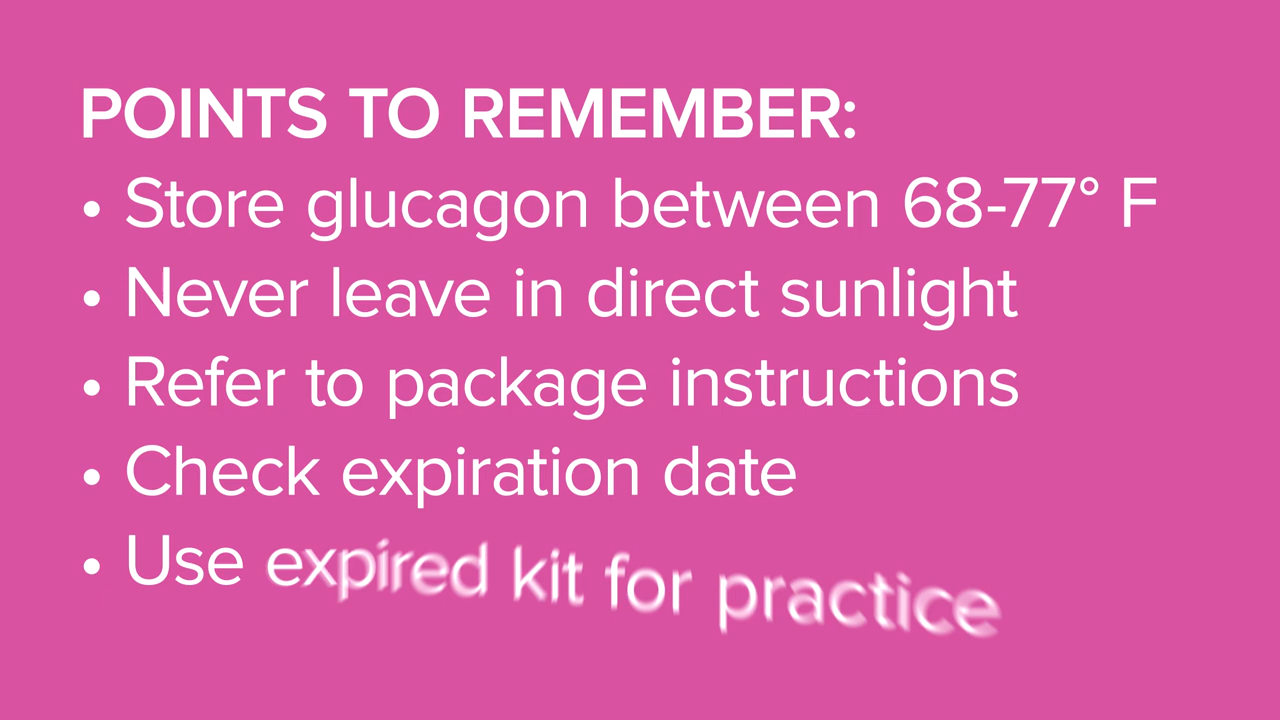 POINTS TO REMEMBER:
• Store glucagon between 68-77° F
• Never leave in direct sunlight
• Refer to package instructions
• Check expiration date
• Use expired kit for practice